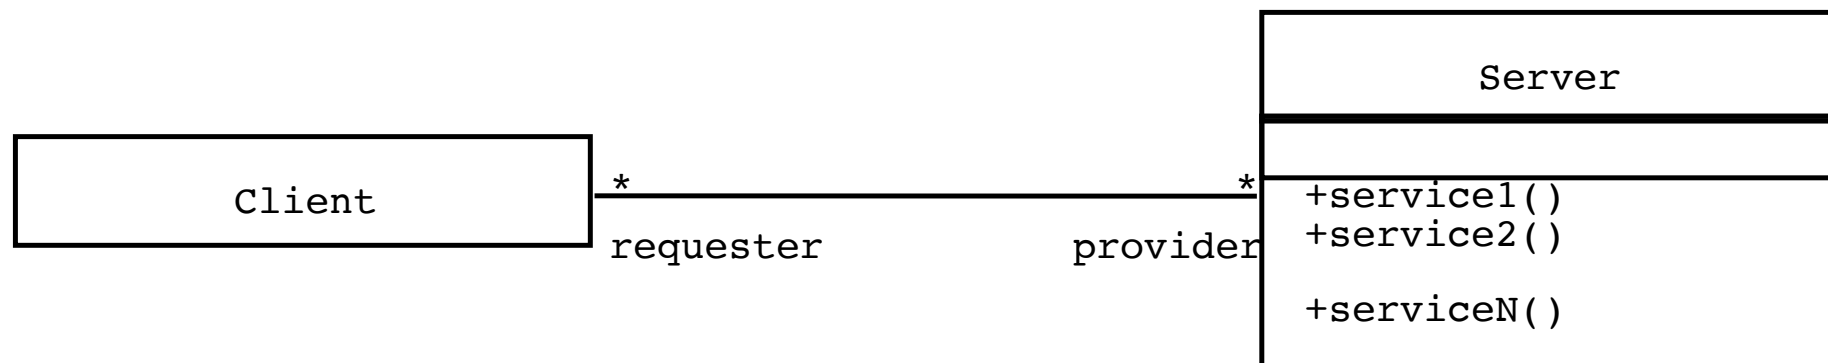 Server
Client
*
*
requester
provider
+service1()
+service2()
+serviceN()